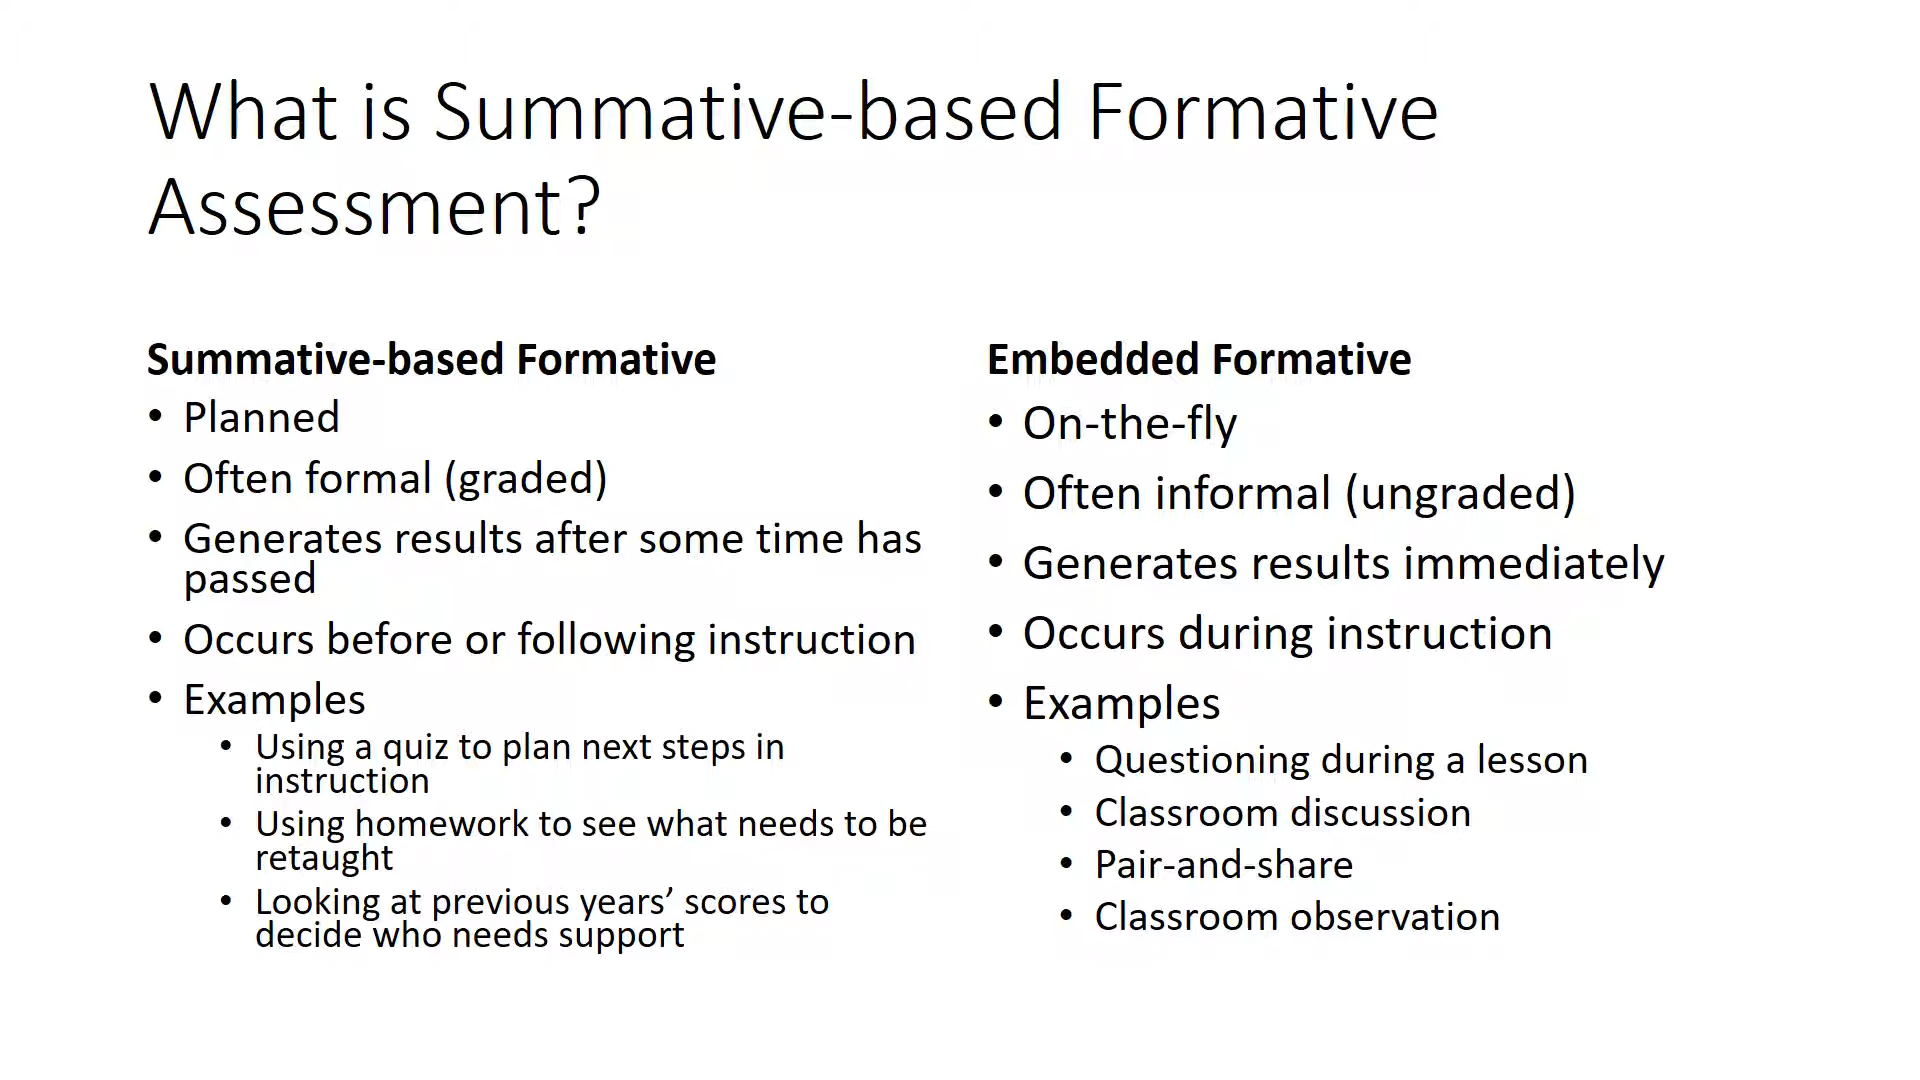 What is Summative-based Formative
Assessment?
Summative-based Formative
• Planned
• Often formal (graded)
• Generates results after some time has
passed
• Occurs before or following instruction
• Examples
• Using a quiz to plan next steps in
instruction
• Using homework to see what needs to be
retaught
• Looking at previous years’ scores to
decide who needs support
Embedded Formative
• On-the-fly
• Often informal (ungraded)
• Generates results immediately
• Occurs during instruction
• Examples
• Questioning during a lesson
• Classroom discussion
• Pair-and-share
• Classroom observation